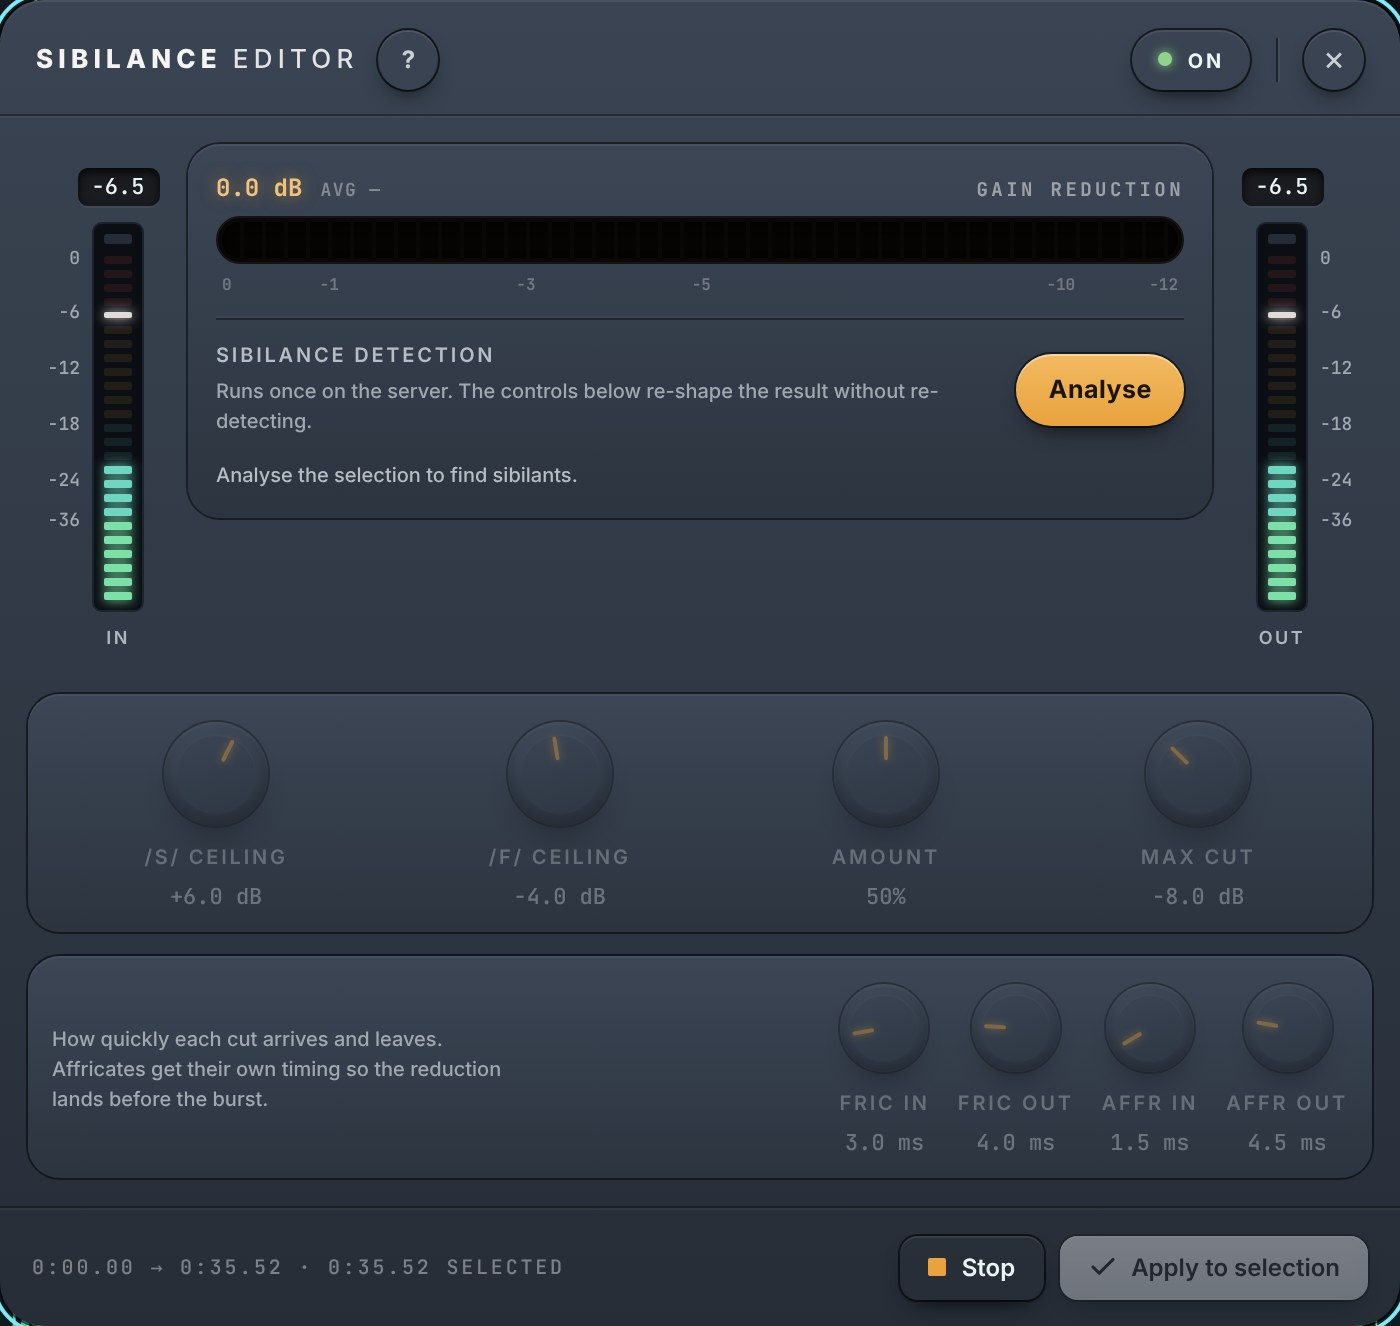 SIBILANCE EDITOR
?
ON
-6.5
0.0 dB AVG —
GAIN REDUCTION
-6.5
0 -1 -3 -5 -10 -12
0
-6
-12
-18
-24
-36
IN
SIBILANCE DETECTION
Runs once on the server. The controls below re-shape the result without re-
detecting.
Analyse
Analyse the selection to find sibilants.
0
-6
-12
-18
-24
-36
OUT
/S/ CEILING
+6.0 dB
/F/ CEILING
-4.0 dB
AMOUNT
50%
MAX CUT
-8.0 dB
How quickly each cut arrives and leaves.
Affricates get their own timing so the reduction
lands before the burst.
FRIC IN
3.0 ms
FRIC OUT
4.0 ms
AFFR IN
1.5 ms
AFFR OUT
4.5 ms
0:00.00 → 0:35.52 · 0:35.52 SELECTED
Stop
Apply to selection